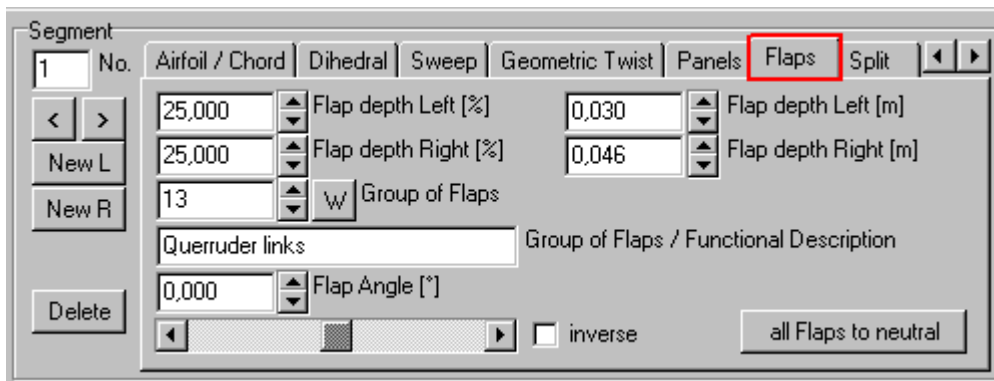 Segment
1 No.
Airfoil / Chord Dihedral Sweep Geometric Twist Panels Flaps Split
< >
New L
New R
Delete
25,000 Flap depth Left [%] 0,030 Flap depth Left [m]
25,000 Flap depth Right [%] 0,046 Flap depth Right [m]
13 W Group of Flaps
Querruder links Group of Flaps / Functional Description
0,000 Flap Angle [°]
inverse all Flaps to neutral